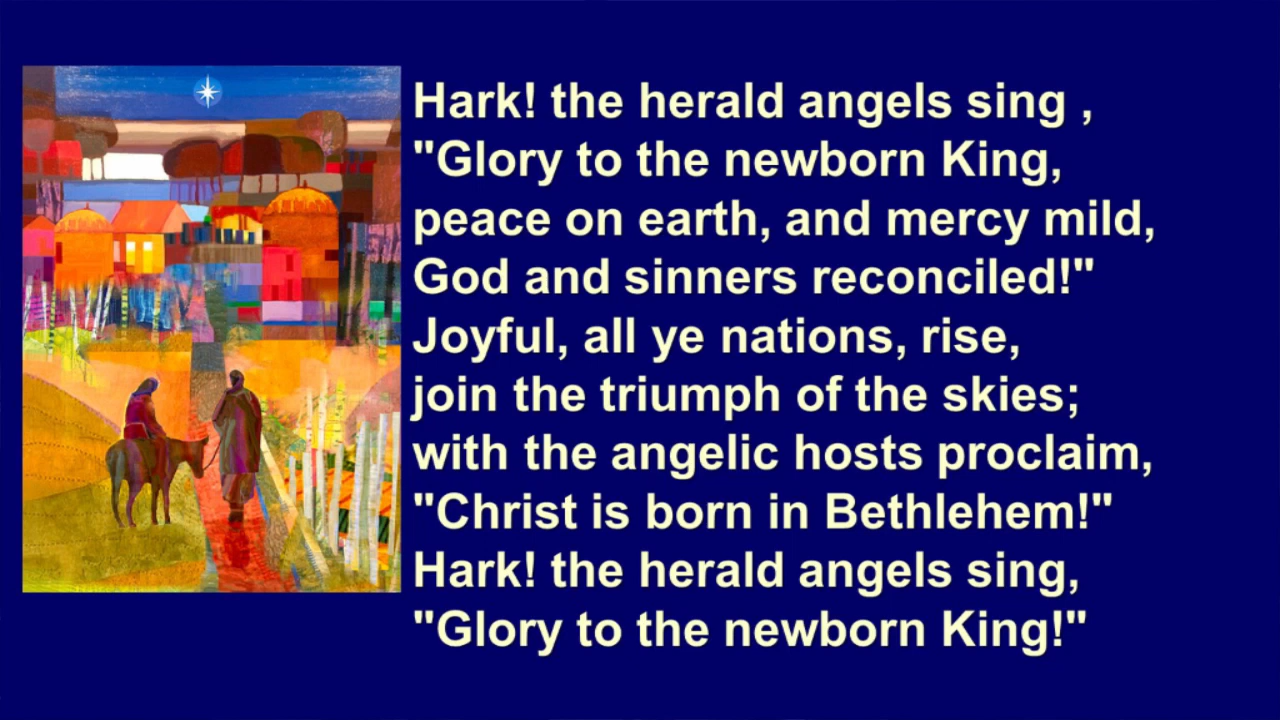 Hark! the herald angels sing ,
"Glory to the newborn King,
peace on earth, and mercy mild,
God and sinners reconciled!"
Joyful, all ye nations, rise,
join the triumph of the skies;
with the angelic hosts proclaim,
"Christ is born in Bethlehem!"
Hark! the herald angels sing,
"Glory to the newborn King!"